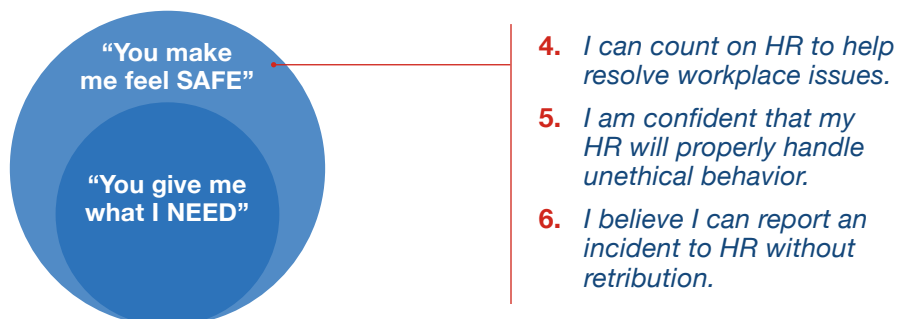 “You make
me feel SAFE”
“You give me
what I NEED”
4. I can count on HR to help
resolve workplace issues.
5. I am confident that my
HR will properly handle
unethical behavior.
6. I believe I can report an
incident to HR without
retribution.